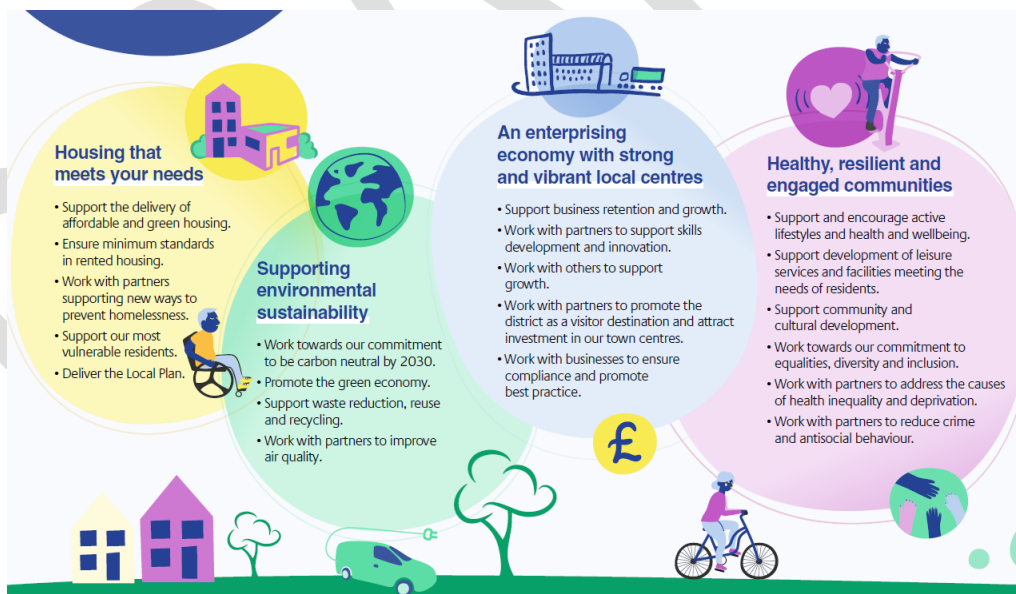 Housing that
meets your needs
• Support the delivery of
affordable and green housing.
• Ensure minimum standards
in rented housing.
• Work with partners
supporting new ways to
prevent homelessness.
• Support our most
vulnerable residents.
• Deliver the Local Plan.
Supporting
environmental
sustainability
• Work towards our commitment
to be carbon neutral by 2030.
• Promote the green economy.
• Support waste reduction, reuse
and recycling.
• Work with partners to improve
air quality.
An enterprising
economy with strong
and vibrant local centres
• Support business retention and growth.
• Work with partners to support skills
development and innovation.
• Work with others to support
growth.
• Work with partners to promote the
district as a visitor destination and attract
investment in our town centres.
• Work with businesses to ensure
compliance and promote
best practice.
£
Healthy, resilient and
engaged communities
• Support and encourage active
lifestyles and health and wellbeing.
• Support development of leisure
services and facilities meeting the
needs of residents.
• Support community and
cultural development.
• Work towards our commitment to
equalities, diversity and inclusion.
• Work with partners to address the causes
of health inequality and deprivation.
• Work with partners to reduce crime
and antisocial behaviour.